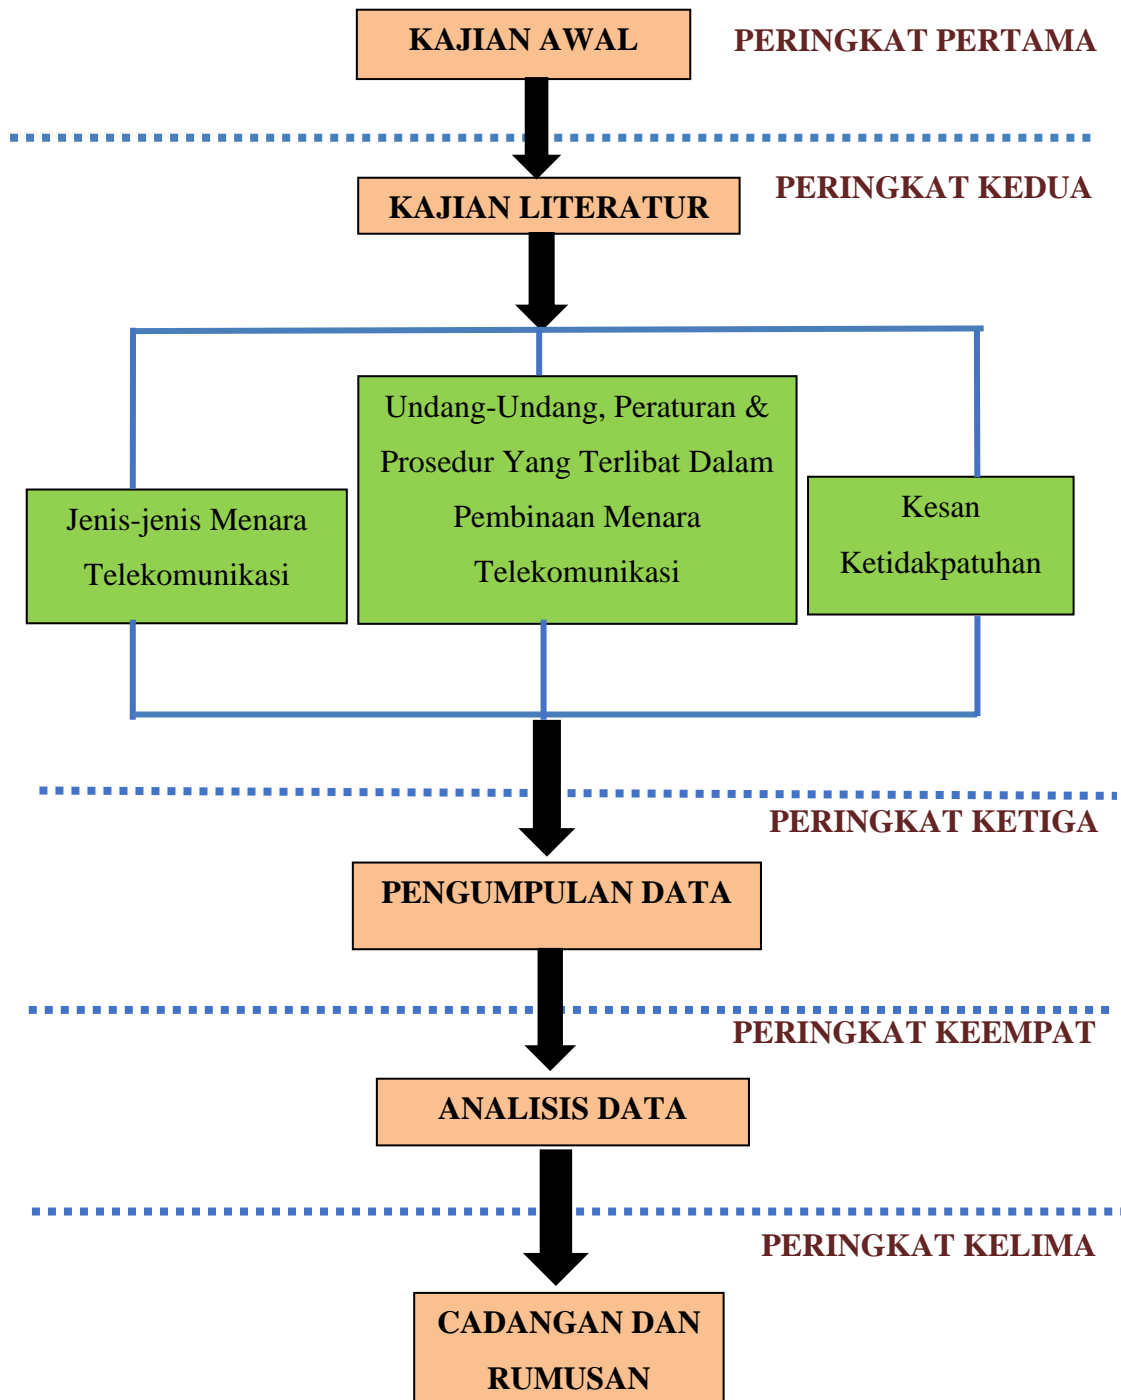 KAJIAN AWAL
PERINGKAT PERTAMA
PERINGKAT KEDUA
KAJIAN LITERATUR
Jenis-jenis Menara
Telekomunikasi
Undang-Undang, Peraturan &
Prosedur Yang Terlibat Dalam
Pembinaan Menara
Telekomunikasi
Kesan
Ketidakpatuhan
PERINGKAT KETIGA
PENGUMPULAN DATA
PERINGKAT KEEMPAT
ANALISIS DATA
PERINGKAT KELIMA
CADANGAN DAN
RUMUSAN